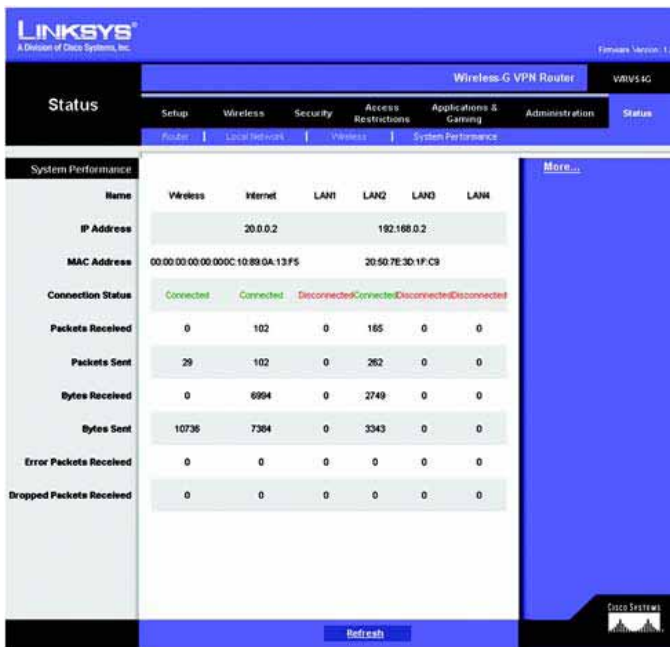 LINKSYS®
A Division of Cisco Systems, Inc.
Firmware Version: 1.
Wireless-G VPN Router
WRV54G
Status
Setup Wireless Security Access Restrictions Applications & Gaming Administration Status
Router | Local Network | Wireless | System Performance
System Performance
More...
Name Wireless Internet LAN1 LAN2 LAN3 LAN4
IP Address 20.0.0.2 192.168.0.2
MAC Address 00:00:00:00:00:000C:10:89:0A:13:F5 20:50:7E:3D:1F:C9
Connection Status Connected Connected Disconnected Connected Disconnected Disconnected
Packets Received 0 102 0 165 0 0
Packets Sent 29 102 0 262 0 0
Bytes Received 0 6994 0 2749 0 0
Bytes Sent 10736 7384 0 3343 0 0
Error Packets Received 0 0 0 0 0 0
Dropped Packets Received 0 0 0 0 0 0
Refresh
CISCO SYSTEMS